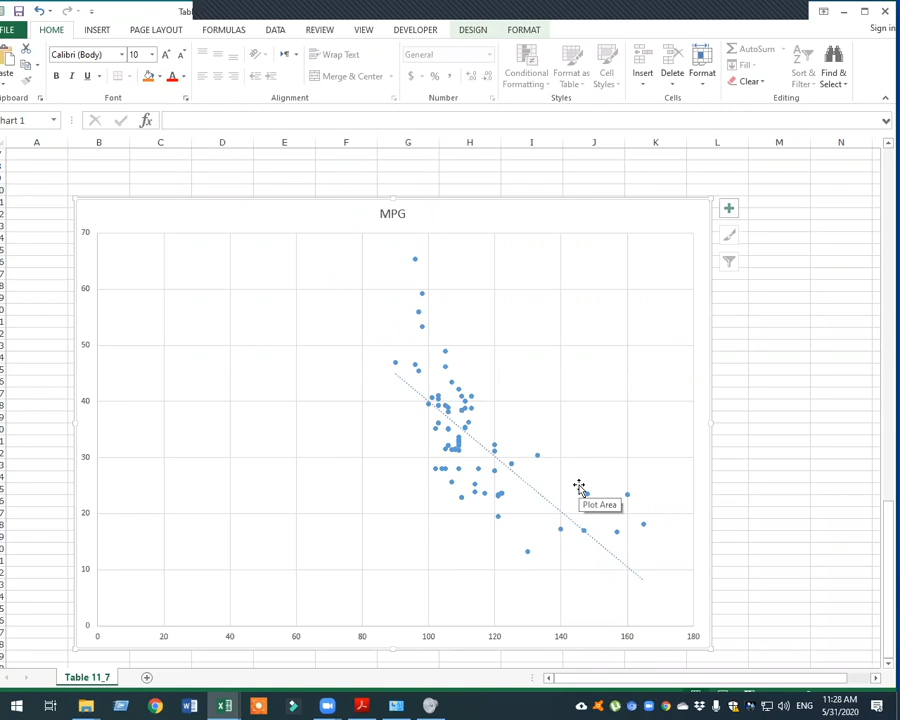 Tabl
Sign in
FILE HOME INSERT PAGE LAYOUT FORMULAS DATA REVIEW VIEW DEVELOPER DESIGN FORMAT
Calibri (Body) 10 A A Wrap Text General AutoSum
Fill
aste B I U A Merge & Center $ % , Conditional Formatting Format as Table Cell Styles Insert Delete Format Clear Sort & Filter Find & Select
lipboard Font Alignment Number Styles Cells Editing
hart 1 fx
A B C D E F G H I J K L M N
MPG
70
60
50
40
30
20
10
0
0 20 40 60 80 100 120 140 160 180
Plot Area
Table 11_7
ENG
11:28 AM
5/31/2020